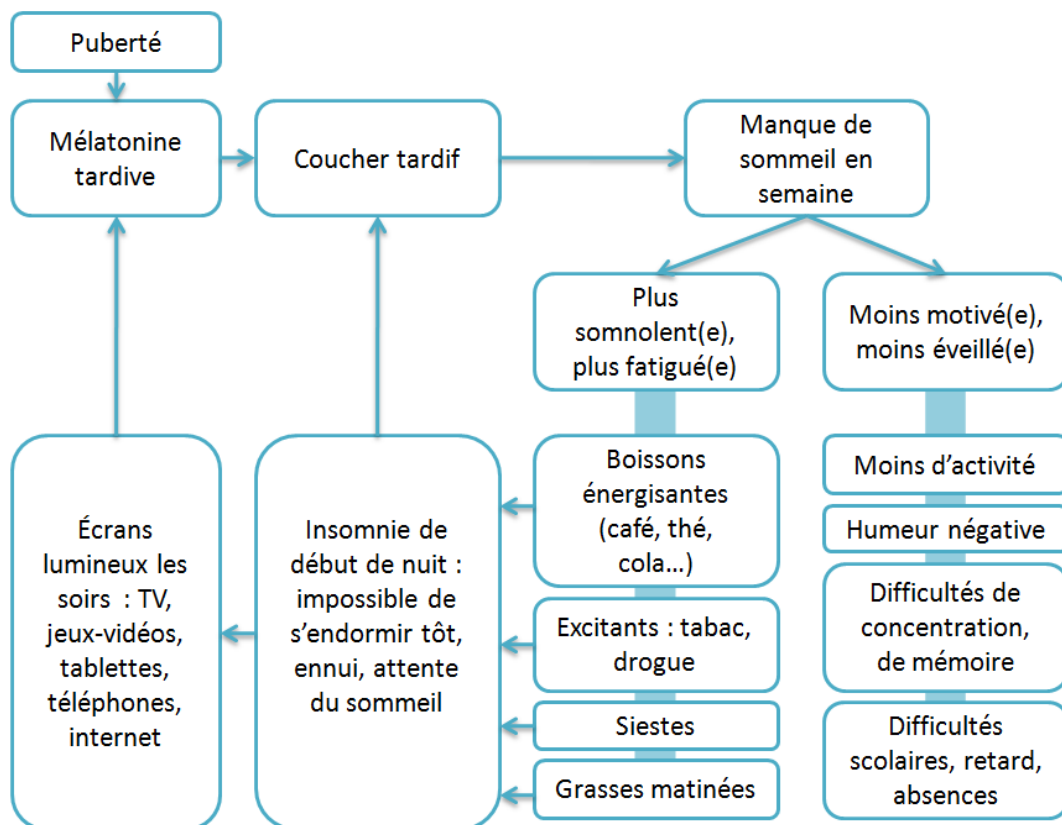 Puberté
Mélatonine
tardive
Coucher tardif
Manque de
sommeil en
semaine
Plus
somnolent(e),
plus fatigué(e)
Moins motivé(e),
moins éveillé(e)
Écrans
lumineux les
soirs : TV,
jeux-vidéos,
tablettes,
téléphones,
internet
Insomnie de
début de nuit :
impossible de
s’endormir tôt,
ennui, attente
du sommeil
Boissons
énergisantes
(café, thé,
cola…)
Excitants : tabac,
drogue
Siestes
Grasses matinées
Moins d’activité
Humeur négative
Difficultés de
concentration,
de mémoire
Difficultés
scolaires, retard,
absences